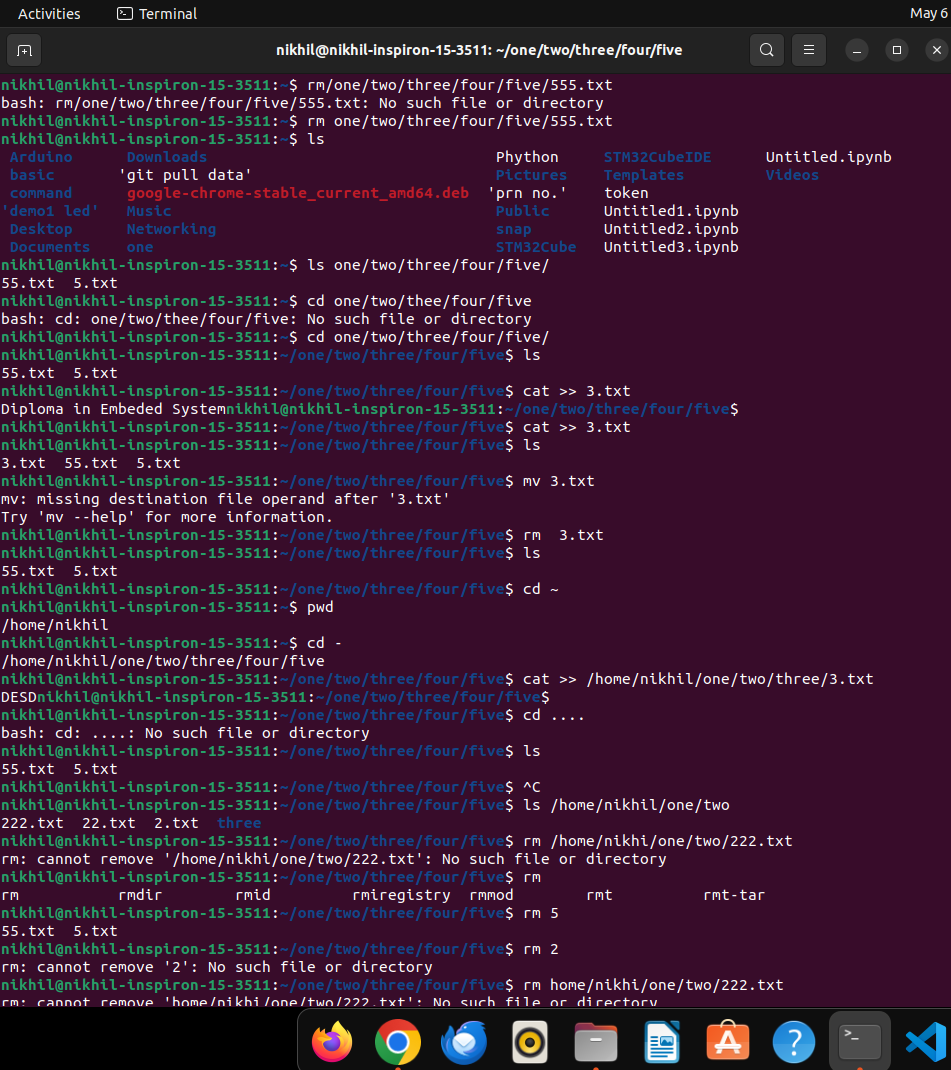 Activities Terminal May 6
nikhil@nikhil-inspiron-15-3511: ~/one/two/three/four/five
nikhil@nikhil-inspiron-15-3511:~$ rm/one/two/three/four/five/555.txt
bash: rm/one/two/three/four/five/555.txt: No such file or directory
nikhil@nikhil-inspiron-15-3511:~$ rm one/two/three/four/five/555.txt
nikhil@nikhil-inspiron-15-3511:~$ ls
Arduino Downloads Phython STM32CubeIDE Untitled.ipynb
basic 'git pull data' Pictures Templates Videos
command google-chrome-stable_current_amd64.deb 'prn no.' token
'demo1 led' Music Public Untitled1.ipynb
Desktop Networking snap Untitled2.ipynb
Documents one STM32Cube Untitled3.ipynb
nikhil@nikhil-inspiron-15-3511:~$ ls one/two/three/four/five/
55.txt 5.txt
nikhil@nikhil-inspiron-15-3511:~$ cd one/two/thee/four/five
bash: cd: one/two/thee/four/five: No such file or directory
nikhil@nikhil-inspiron-15-3511:~$ cd one/two/three/four/five/
nikhil@nikhil-inspiron-15-3511:~/one/two/three/four/five$ ls
55.txt 5.txt
nikhil@nikhil-inspiron-15-3511:~/one/two/three/four/five$ cat >> 3.txt
Diploma in Embeded Systemnikhil@nikhil-inspiron-15-3511:~/one/two/three/four/five$
nikhil@nikhil-inspiron-15-3511:~/one/two/three/four/five$ cat >> 3.txt
nikhil@nikhil-inspiron-15-3511:~/one/two/three/four/five$ ls
3.txt 55.txt 5.txt
nikhil@nikhil-inspiron-15-3511:~/one/two/three/four/five$ mv 3.txt
mv: missing destination file operand after '3.txt'
Try 'mv --help' for more information.
nikhil@nikhil-inspiron-15-3511:~/one/two/three/four/five$ rm  3.txt
nikhil@nikhil-inspiron-15-3511:~/one/two/three/four/five$ ls
55.txt 5.txt
nikhil@nikhil-inspiron-15-3511:~/one/two/three/four/five$ cd ~
nikhil@nikhil-inspiron-15-3511:~$ pwd
/home/nikhil
nikhil@nikhil-inspiron-15-3511:~$ cd -
/home/nikhil/one/two/three/four/five
nikhil@nikhil-inspiron-15-3511:~/one/two/three/four/five$ cat >> /home/nikhil/one/two/three/3.txt
DESDnikhil@nikhil-inspiron-15-3511:~/one/two/three/four/five$
nikhil@nikhil-inspiron-15-3511:~/one/two/three/four/five$ cd ....
bash: cd: ....: No such file or directory
nikhil@nikhil-inspiron-15-3511:~/one/two/three/four/five$ ls
55.txt 5.txt
nikhil@nikhil-inspiron-15-3511:~/one/two/three/four/five$ ^C
nikhil@nikhil-inspiron-15-3511:~/one/two/three/four/five$ ls /home/nikhil/one/two
222.txt 22.txt 2.txt three
nikhil@nikhil-inspiron-15-3511:~/one/two/three/four/five$ rm /home/nikhi/one/two/222.txt
rm: cannot remove '/home/nikhi/one/two/222.txt': No such file or directory
nikhil@nikhil-inspiron-15-3511:~/one/two/three/four/five$ rm
rm rmdir rmid rmiregistry rmmod rmt rmt-tar
nikhil@nikhil-inspiron-15-3511:~/one/two/three/four/five$ rm 5
55.txt 5.txt
nikhil@nikhil-inspiron-15-3511:~/one/two/three/four/five$ rm 2
rm: cannot remove '2': No such file or directory
nikhil@nikhil-inspiron-15-3511:~/one/two/three/four/five$ rm home/nikhi/one/two/222.txt
rm: cannot remove 'home/nikhi/one/two/222.txt': No such file or directory